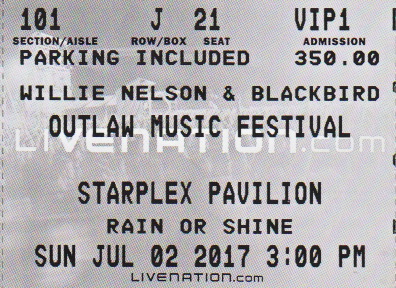 101 J 21 VIP1
SECTION/AISLE ROW/BOX SEAT ADMISSION
PARKING INCLUDED 350.00
WILLIE NELSON & BLACKBIRD
OUTLAW MUSIC FESTIVAL
LIVENATION.com
STARPLEX PAVILION
RAIN OR SHINE
SUN JUL 02 2017 3:00 PM
LIVENATION.com